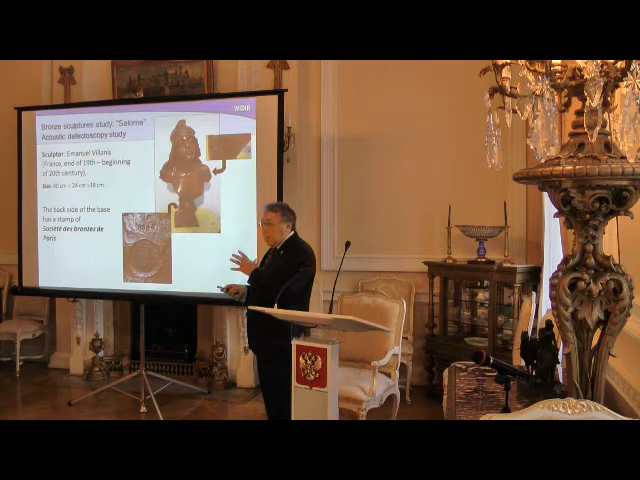 WIDIR
Bronze sculptures study: "Salome"
Acoustic defectoscopy study
Sculptor: Emanuel Villanis
(France, end of 19th – beginning
of 20th century),
Size: 40 cm × 24 cm ×18 cm.
The back side of the base
has a stamp of
Société des bronzes de
Paris